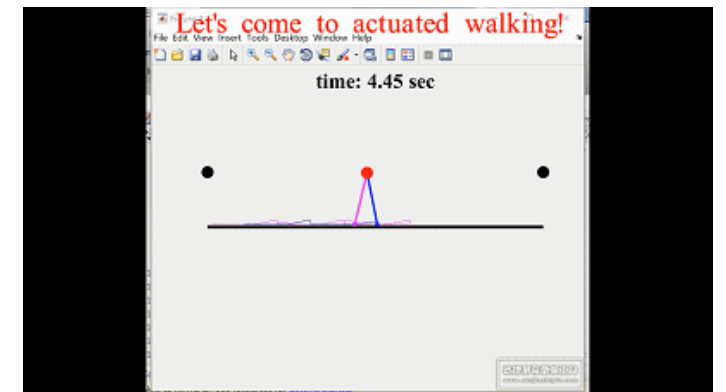 Let's come to actuated walking!
File Edit View Insert Tools Desktop Window Help
time: 4.45 sec